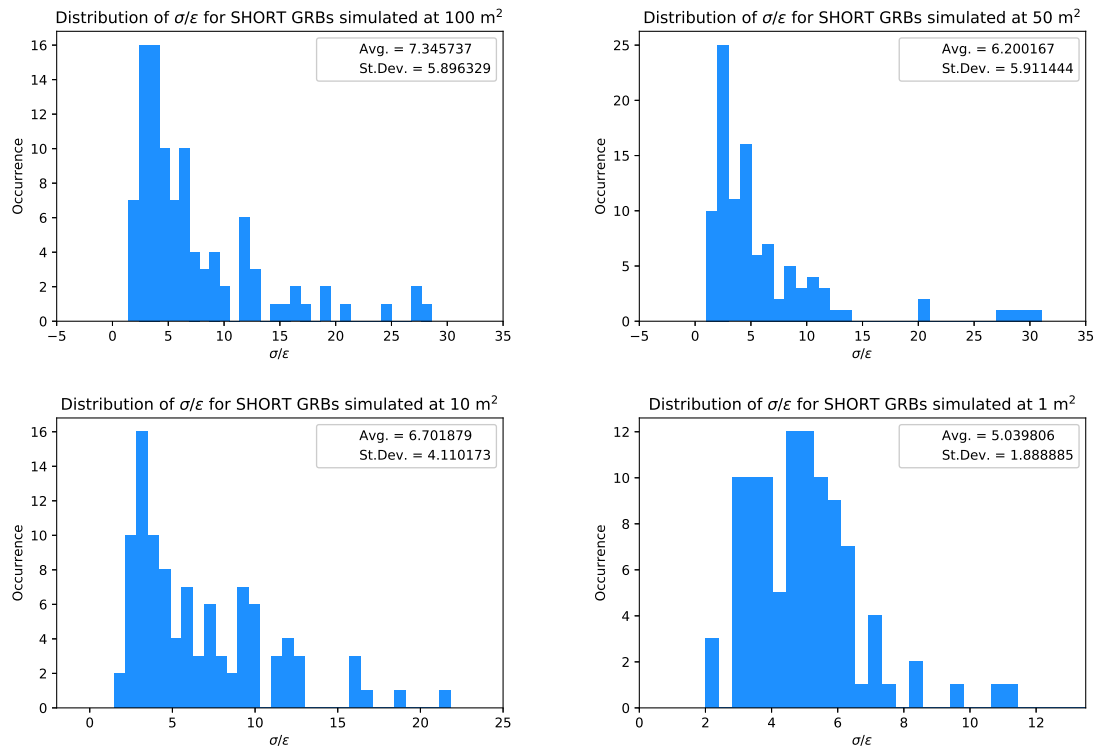 Distribution of σ/ε for SHORT GRBs simulated at 100 m²
Avg. = 7.345737
St.Dev. = 5.896329
16
14
12
10
8
6
4
2
0
Occurrence
−5 0 5 10 15 20 25 30 35
σ/ε
Distribution of σ/ε for SHORT GRBs simulated at 50 m²
Avg. = 6.200167
St.Dev. = 5.911444
25
20
15
10
5
0
Occurrence
−5 0 5 10 15 20 25 30 35
σ/ε
Distribution of σ/ε for SHORT GRBs simulated at 10 m²
Avg. = 6.701879
St.Dev. = 4.110173
16
14
12
10
8
6
4
2
0
Occurrence
0 5 10 15 20 25
σ/ε
Distribution of σ/ε for SHORT GRBs simulated at 1 m²
Avg. = 5.039806
St.Dev. = 1.888885
12
10
8
6
4
2
0
Occurrence
0 2 4 6 8 10 12
σ/ε